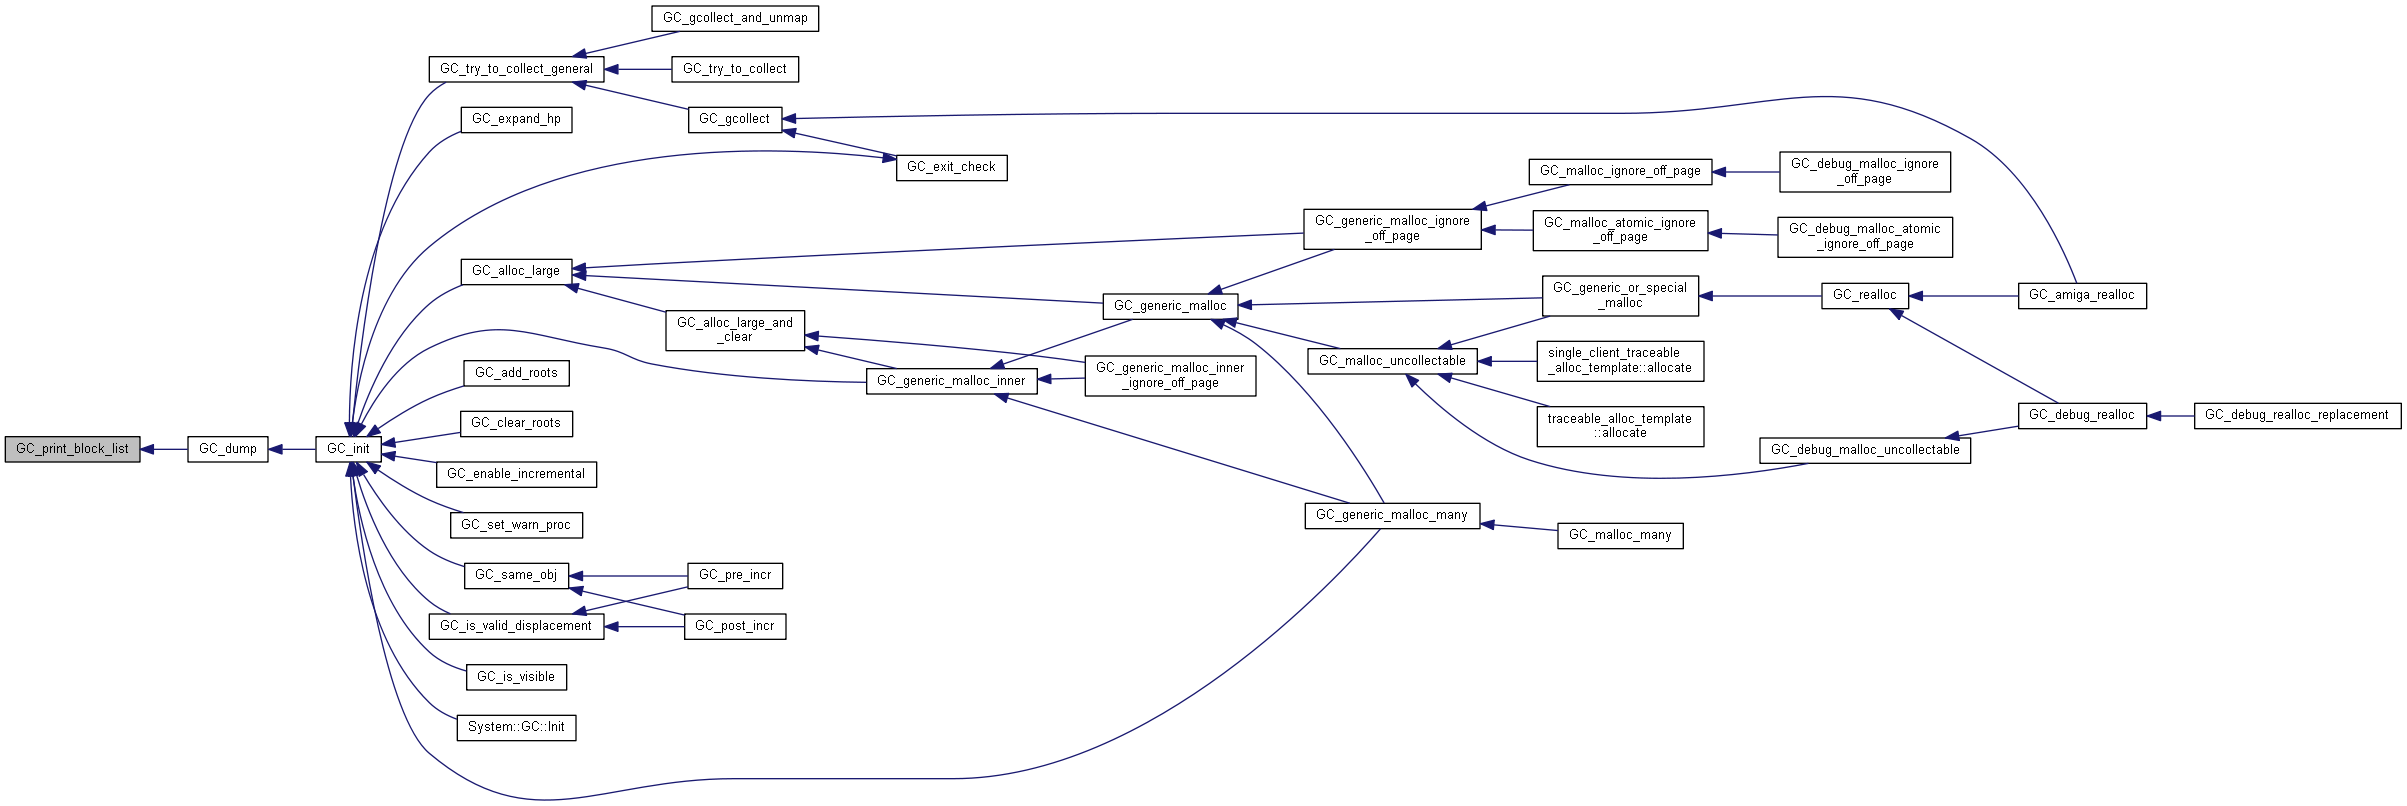 GC_gcollect_and_unmap
GC_try_to_collect_general
GC_try_to_collect
GC_expand_hp
GC_gcollect
GC_exit_check
GC_malloc_ignore_off_page
GC_debug_malloc_ignore
_off_page
GC_generic_malloc_ignore
_off_page
GC_malloc_atomic_ignore
_off_page
GC_debug_malloc_atomic
_ignore_off_page
GC_alloc_large
GC_generic_malloc
GC_generic_or_special
_malloc
GC_realloc
GC_amiga_realloc
GC_alloc_large_and
_clear
GC_malloc_uncollectable
single_client_traceable
_alloc_template::allocate
GC_add_roots
GC_generic_malloc_inner
GC_generic_malloc_inner
_ignore_off_page
traceable_alloc_template
::allocate
GC_debug_realloc
GC_debug_realloc_replacement
GC_clear_roots
GC_print_block_list
GC_dump
GC_init
GC_debug_malloc_uncollectable
GC_enable_incremental
GC_set_warn_proc
GC_generic_malloc_many
GC_malloc_many
GC_same_obj
GC_pre_incr
GC_is_valid_displacement
GC_post_incr
GC_is_visible
System::GC::Init